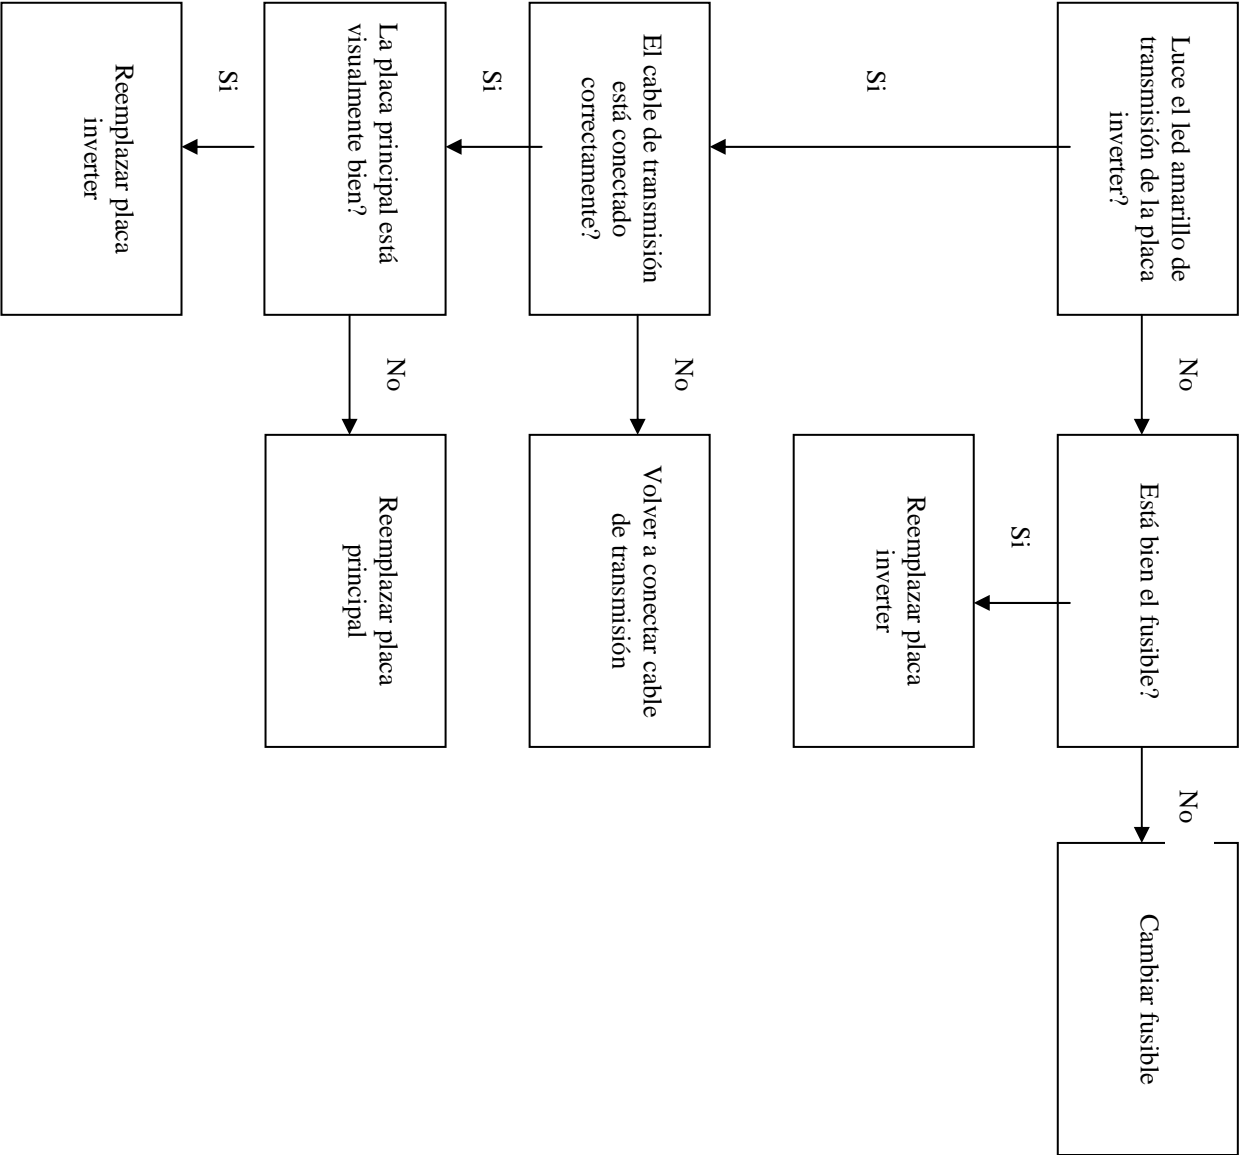 Luce el led amarillo de
transmisión de la placa
inverter?
No
Está bien el fusible?
No
Cambiar fusible
Si
Si
Reemplazar placa
inverter
El cable de transmisión
está conectado
correctamente?
No
Volver a conectar cable
de transmisión
Si
La placa principal está
visualmente bien?
No
Reemplazar placa
principal
Si
Reemplazar placa
inverter